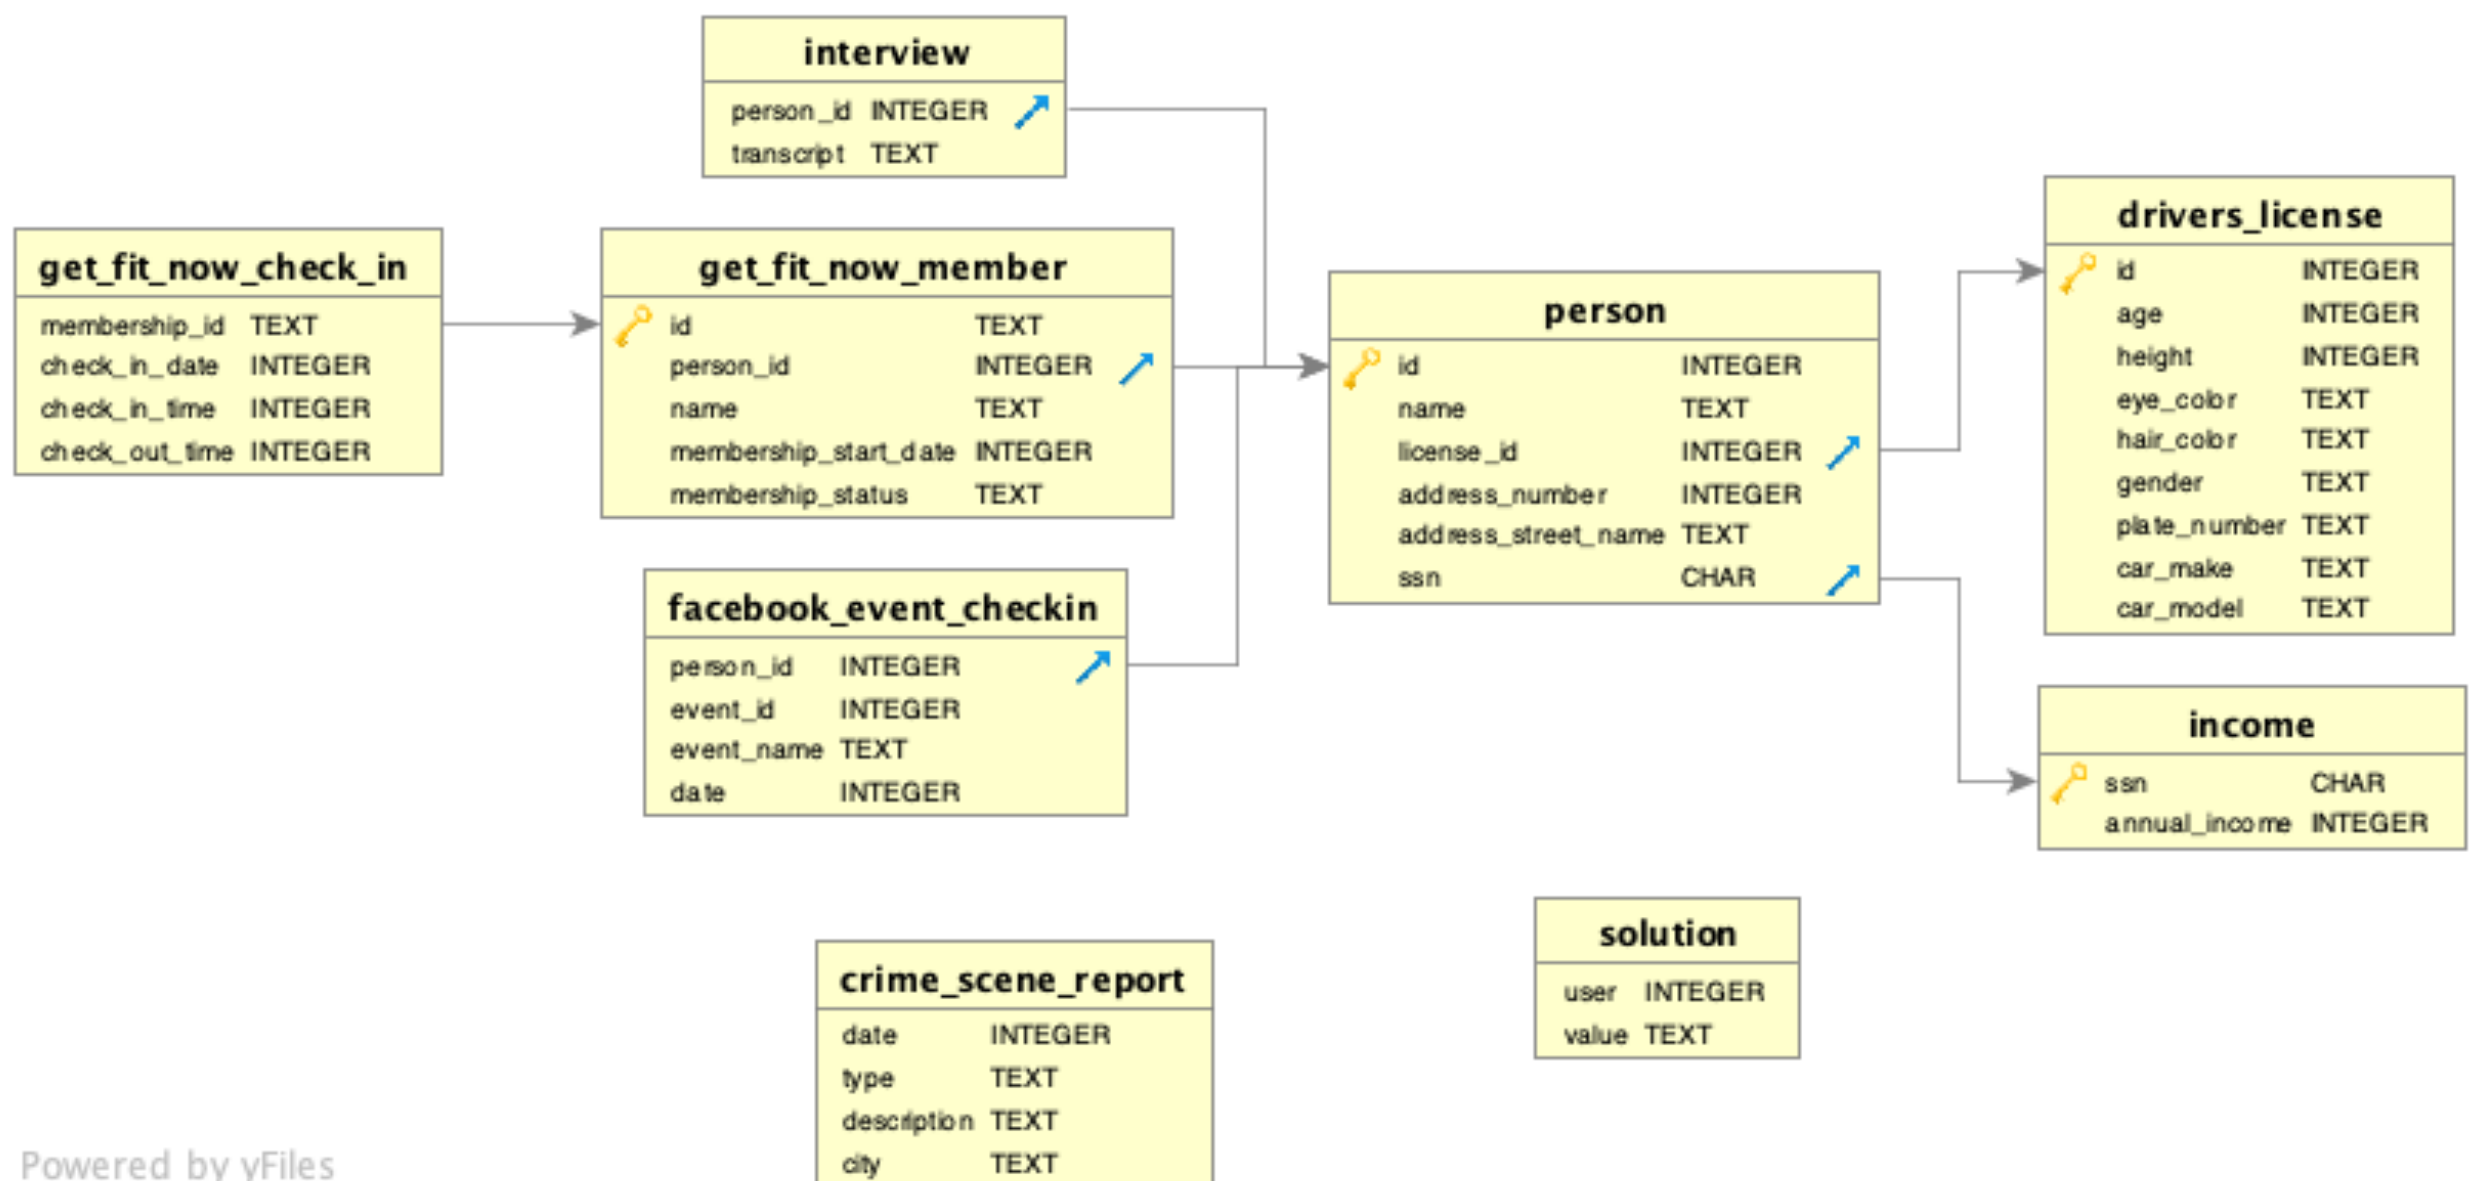 interview
person_id INTEGER
transcript TEXT
get_fit_now_check_in
membership_id TEXT
check_in_date INTEGER
check_in_time INTEGER
check_out_time INTEGER
get_fit_now_member
id TEXT
person_id INTEGER
name TEXT
membership_start_date INTEGER
membership_status TEXT
facebook_event_checkin
person_id INTEGER
event_id INTEGER
event_name TEXT
date INTEGER
person
id INTEGER
name TEXT
license_id INTEGER
address_number INTEGER
address_street_name TEXT
ssn CHAR
drivers_license
id INTEGER
age INTEGER
height INTEGER
eye_color TEXT
hair_color TEXT
gender TEXT
plate_number TEXT
car_make TEXT
car_model TEXT
income
ssn CHAR
annual_income INTEGER
solution
user INTEGER
value TEXT
crime_scene_report
date INTEGER
type TEXT
description TEXT
city TEXT
Powered by yFiles